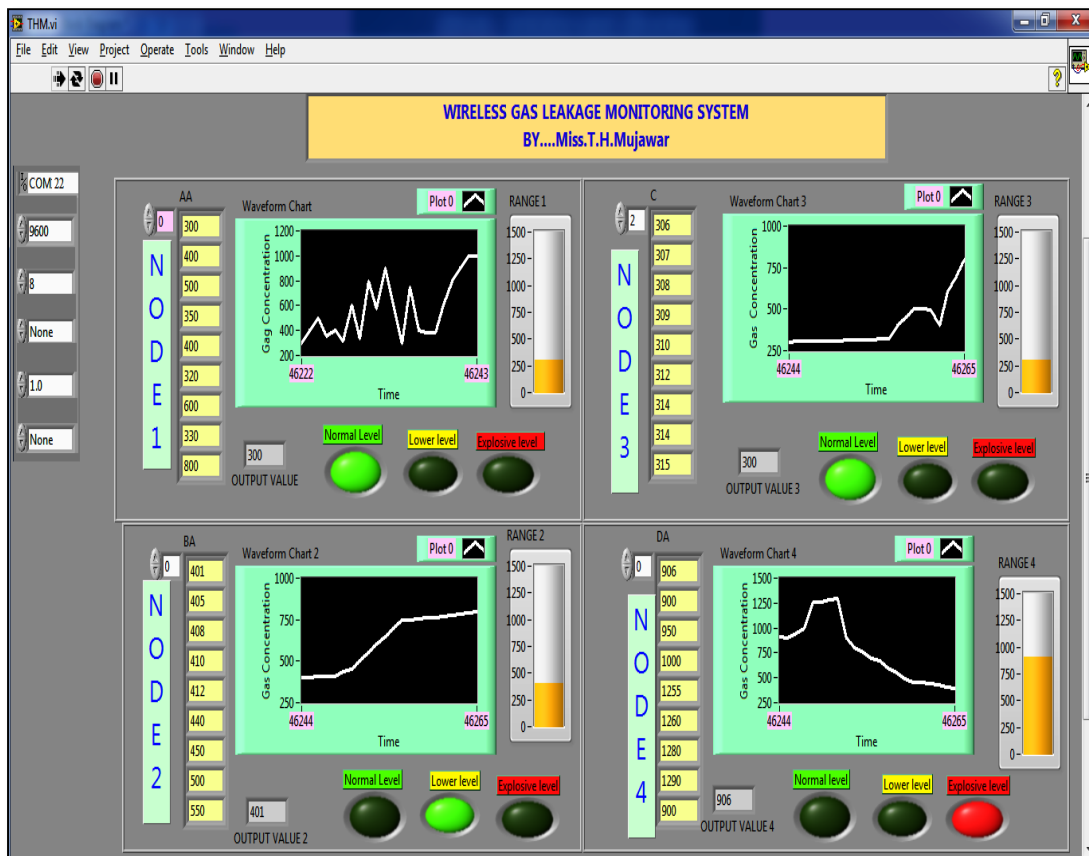 THM.vi
File Edit View Project Operate Tools Window Help
WIRELESS GAS LEAKAGE MONITORING SYSTEM
BY....Miss.T.H.Mujawar
COM 22
9600
8
None
1.0
None
AA
0
300
400
500
350
400
320
600
330
800
NODE1
Waveform Chart
Plot 0
Gag Concentration
1200
1000
800
600
400
200
46222 46243
Time
RANGE 1
1500
1250
1000
750
500
250
0
300
OUTPUT VALUE
Normal Level
Lower level
Explosive level
C
2
306
307
308
309
310
312
314
314
315
NODE3
Waveform Chart 3
Plot 0
Gas Concentration
1000
750
500
250
46244 46265
Time
RANGE 3
1500
1250
1000
750
500
250
0
300
OUTPUT VALUE 3
Normal Level
Lower level
Explosive level
BA
0
401
405
408
410
412
440
450
500
550
NODE2
Waveform Chart 2
Plot 0
Gas Concentration
1000
750
500
250
46244 46265
Time
RANGE 2
1500
1250
1000
750
500
250
0
401
OUTPUT VALUE 2
Normal Level
Lower level
Explosive level
DA
0
906
900
950
1000
1255
1260
1280
1290
900
NODE4
Waveform Chart 4
Plot 0
Gas Concentration
1500
1250
1000
750
500
250
46244 46265
Time
RANGE 4
1500
1250
1000
750
500
250
0
906
OUTPUT VALUE 4
Normal Level
Lower level
Explosive level